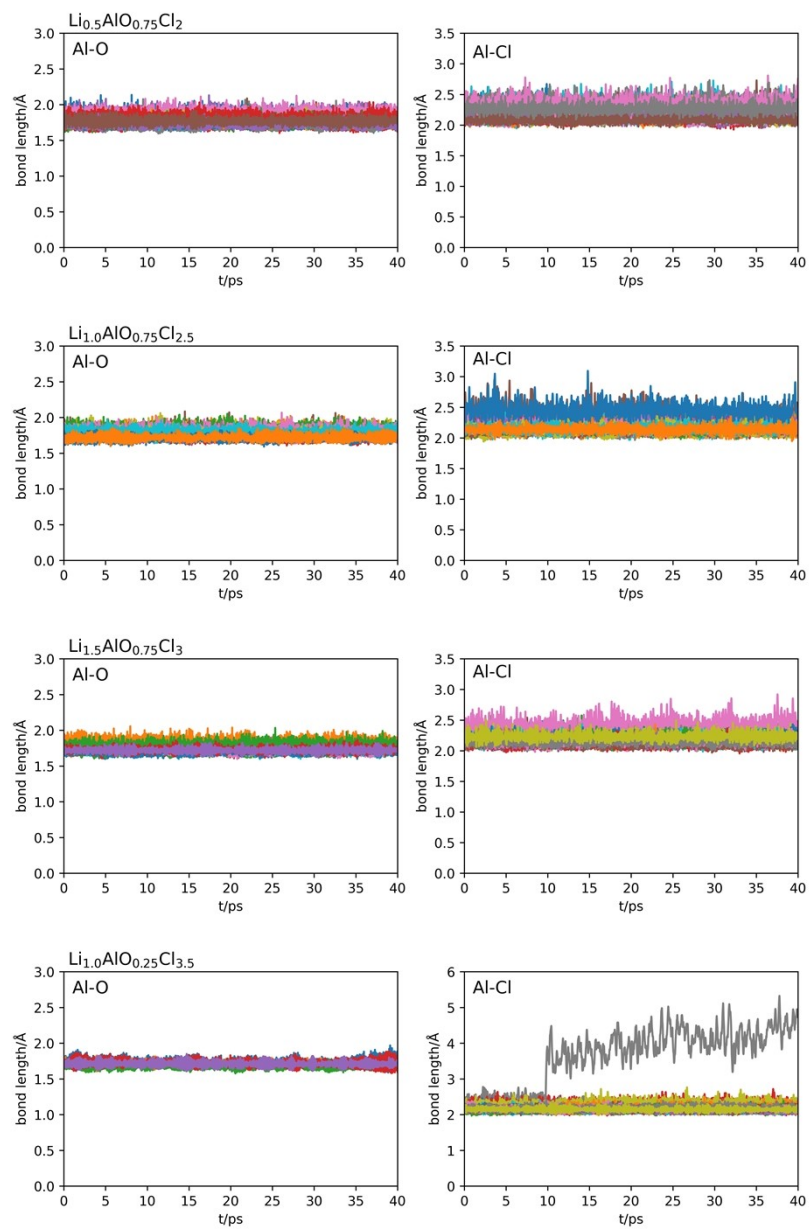 Li₀.₅AlO₀.₇₅Cl₂
Al-O
bond length/Å
3.0
2.5
2.0
1.5
1.0
0.5
0.0
0 5 10 15 20 25 30 35 40
t/ps
Al-Cl
bond length/Å
3.5
3.0
2.5
2.0
1.5
1.0
0.5
0.0
0 5 10 15 20 25 30 35 40
t/ps
Li₁.₀AlO₀.₇₅Cl₂.₅
Al-O
bond length/Å
3.0
2.5
2.0
1.5
1.0
0.5
0.0
0 5 10 15 20 25 30 35 40
t/ps
Al-Cl
bond length/Å
3.5
3.0
2.5
2.0
1.5
1.0
0.5
0.0
0 5 10 15 20 25 30 35 40
t/ps
Li₁.₅AlO₀.₇₅Cl₃
Al-O
bond length/Å
3.0
2.5
2.0
1.5
1.0
0.5
0.0
0 5 10 15 20 25 30 35 40
t/ps
Al-Cl
bond length/Å
3.5
3.0
2.5
2.0
1.5
1.0
0.5
0.0
0 5 10 15 20 25 30 35 40
t/ps
Li₁.₀AlO₀.₂₅Cl₃.₅
Al-O
bond length/Å
3.0
2.5
2.0
1.5
1.0
0.5
0.0
0 5 10 15 20 25 30 35 40
t/ps
Al-Cl
bond length/Å
6
5
4
3
2
1
0
0 5 10 15 20 25 30 35 40
t/ps